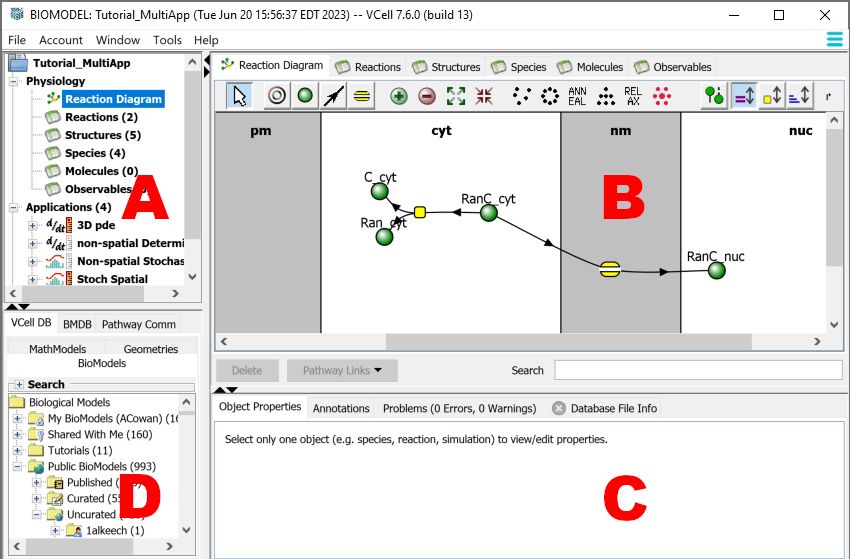 BIOMODEL: Tutorial_MultiApp (Tue Jun 20 15:56:37 EDT 2023) -- VCell 7.6.0 (build 13)
File Account Window Tools Help
Tutorial_MultiApp
Physiology
Reaction Diagram
Reactions (2)
Structures (5)
Species (4)
Molecules (0)
Observables
Applications (4)
d/dt 3D pde
d/dt non-spatial Determi
Non-spatial Stochas
Stoch Spatial
A
Reaction Diagram Reactions Structures Species Molecules Observables
ANNEAL RELAX
pm cyt nm nuc
C_cyt
RanC_cyt
Ran_cyt
RanC_nuc
B
Delete Pathway Links Search
VCell DB BMDB Pathway Comm
MathModels Geometries
BioModels
Search
Biological Models
My BioModels (ACowan) (16
Shared With Me (160)
Tutorials (11)
Public BioModels (993)
Published
Curated (55
Uncurated
1alkeech (1)
D
Object Properties Annotations Problems (0 Errors, 0 Warnings) Database File Info
Select only one object (e.g. species, reaction, simulation) to view/edit properties.
C